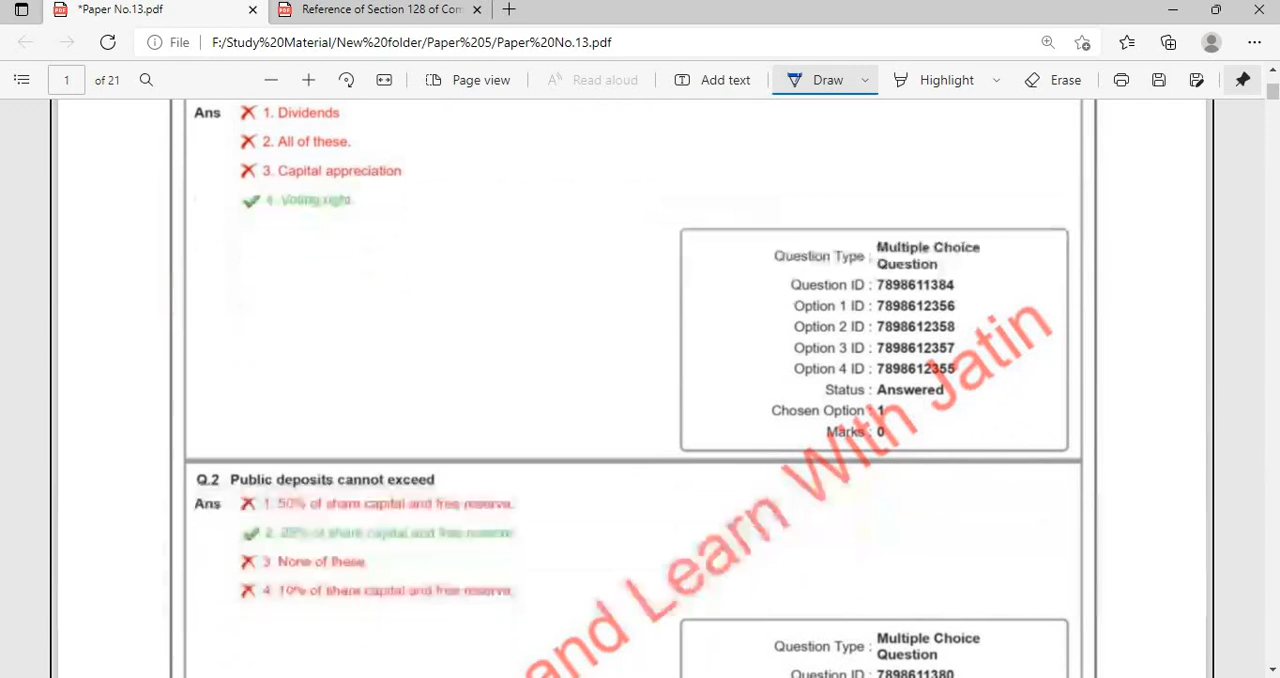 *Paper No.13.pdf
Reference of Section 128 of Com
File
F:/Study%20Material/New%20folder/Paper%205/Paper%20No.13.pdf
1 of 21
Page view
Read aloud
Add text
Draw
Highlight
Erase
Ans 1. Dividends
2. All of these.
3. Capital appreciation
4. Voting right.
Question Type : Multiple Choice
Question
Question ID : 7898611384
Option 1 ID : 7898612356
Option 2 ID : 7898612358
Option 3 ID : 7898612357
Option 4 ID : 7898612355
Status : Answered
Chosen Option : 1
Marks : 0
Q.2 Public deposits cannot exceed
Ans 1. 50% of share capital and free reserve.
2. 25% of share capital and free reserve
3 None of these
4. 10% of share capital and free reserve.
Question Type : Multiple Choice
Question
Question ID : 7898611380
and Learn With Jatin